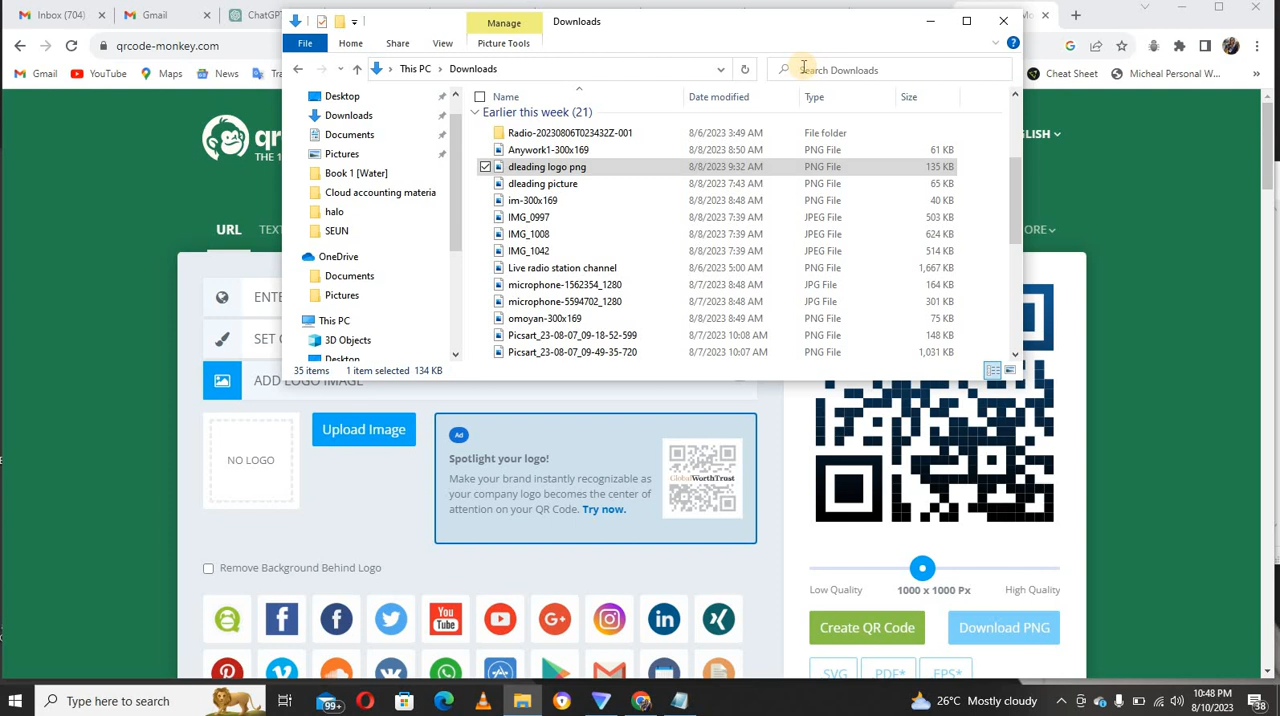 Inbox (704)
ChatGPT
Manage
Downloads
File
Home
Share
View
Picture Tools
qrcode-monkey.com
This PC
Downloads
Search Downloads
Gmail
YouTube
Maps
News
Cheat Sheet
Micheal Personal W...
Desktop
Downloads
Documents
Pictures
Book 1 [Water]
Cloud accounting materia
halo
SEUN
OneDrive
Documents
Pictures
This PC
3D Objects
Desktop
Name
Date modified
Type
Size
Earlier this week (21)
Radio-20230806T023432Z-001 8/6/2023 3:49 AM File folder
Anywork1-300x169 8/8/2023 8:50 AM PNG File 61 KB
dleading logo png 8/8/2023 9:32 AM PNG File 135 KB
dleading picture 8/8/2023 7:43 AM PNG File 65 KB
im-300x169 8/8/2023 8:48 AM PNG File 40 KB
IMG_0997 8/8/2023 7:39 AM JPEG File 503 KB
IMG_1008 8/8/2023 7:39 AM JPEG File 624 KB
IMG_1042 8/8/2023 7:39 AM JPEG File 514 KB
Live radio station channel 8/6/2023 5:00 AM PNG File 1,667 KB
microphone-1562354_1280 8/7/2023 8:48 AM JPG File 164 KB
microphone-5594702_1280 8/7/2023 8:48 AM JPG File 301 KB
omoyan-300x169 8/8/2023 8:49 AM PNG File 75 KB
Picsart_23-08-07_09-18-52-599 8/7/2023 10:08 AM PNG File 148 KB
Picsart_23-08-07_09-49-35-720 8/7/2023 10:07 AM PNG File 1,031 KB
35 items 1 item selected 134 KB
qr
THE 1
GLISH
URL
TEXT
ORE
ENTE
SET C
ADD LOGO IMAGE
NO LOGO
Upload Image
Ad
Spotlight your logo!
Make your brand instantly recognizable as
your company logo becomes the center of
attention on your QR Code. Try now.
GlobalWorthTrust
Remove Background Behind Logo
You
Tube
Low Quality
1000 x 1000 Px
High Quality
Create QR Code
Download PNG
SVG
PDF*
EPS*
Type here to search
99+
26°C Mostly cloudy
10:48 PM
8/10/2023
38